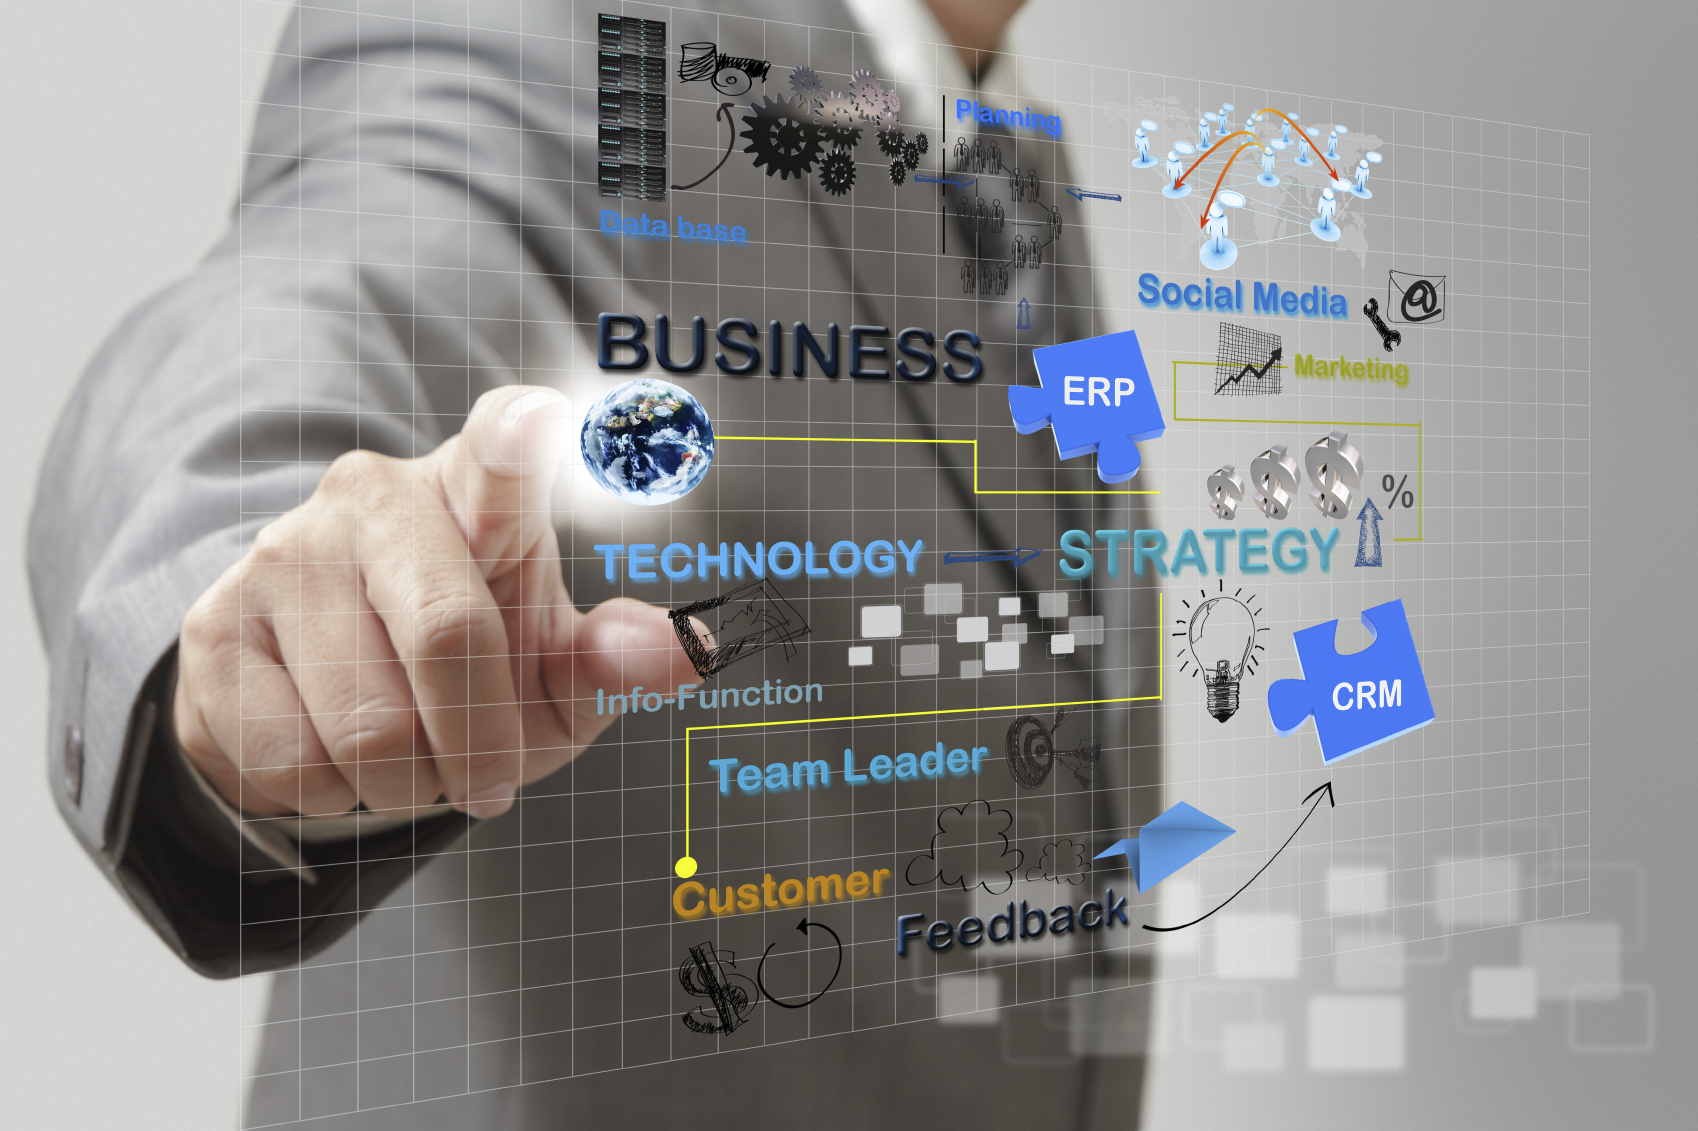 Planning
Data base
Social Media
@
BUSINESS
ERP
Marketing
$ $ $ %
TECHNOLOGY
STRATEGY
Info-Function
CRM
Team Leader
Customer
Feedback
$